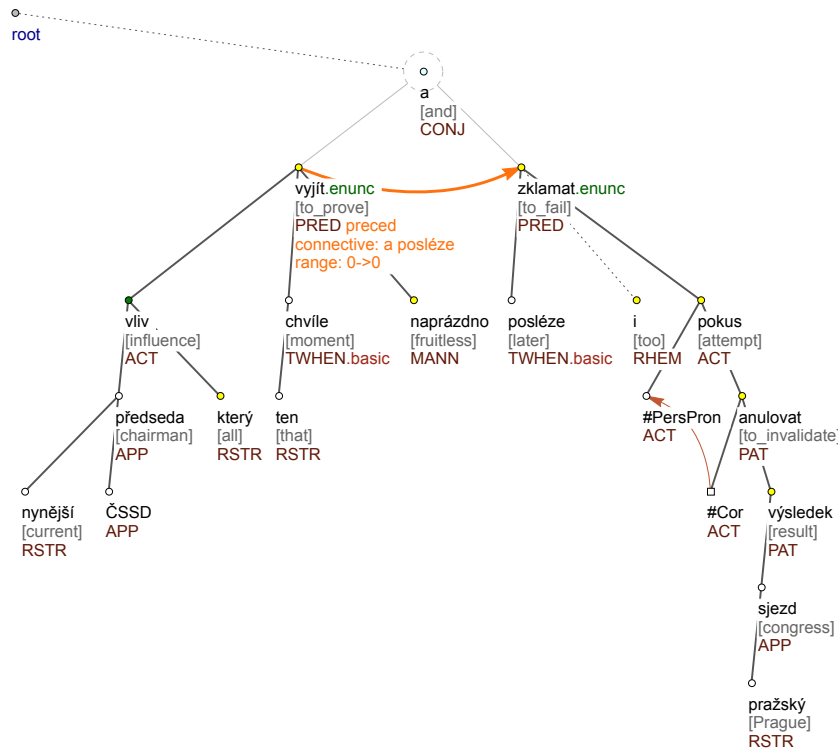 root
a
[and]
CONJ
vyjít.enunc
[to_prove]
PRED preced
connective: a posléze
range: 0->0
zklamat.enunc
[to_fail]
PRED
vliv
[influence]
ACT
chvíle
[moment]
TWHEN.basic
naprázdno
[fruitless]
MANN
posléze
[later]
TWHEN.basic
i
[too]
RHEM
pokus
[attempt]
ACT
předseda
[chairman]
APP
který
[all]
RSTR
ten
[that]
RSTR
#PersPron
ACT
anulovat
[to_invalidate]
PAT
nynější
[current]
RSTR
ČSSD
APP
#Cor
ACT
výsledek
[result]
PAT
sjezd
[congress]
APP
pražský
[Prague]
RSTR